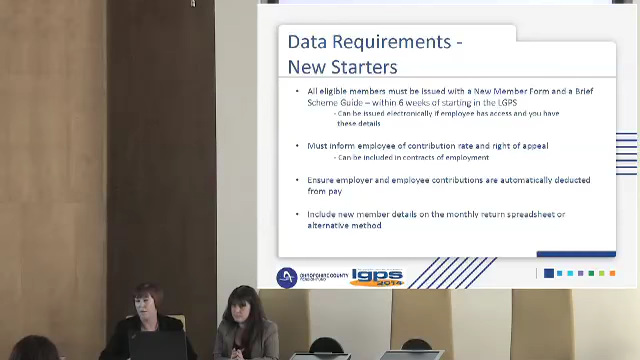 Data Requirements -
New Starters
• All eligible members must be issued with a New Member Form and a Brief
Scheme Guide – within 6 weeks of starting in the LGPS
- Can be issued electronically if employee has access and you have
these details
• Must inform employee of contribution rate and right of appeal
- Can be included in contracts of employment
• Ensure employer and employee contributions are automatically deducted
from pay
• Include new member details on the monthly return spreadsheet or
alternative method
lgps
2014